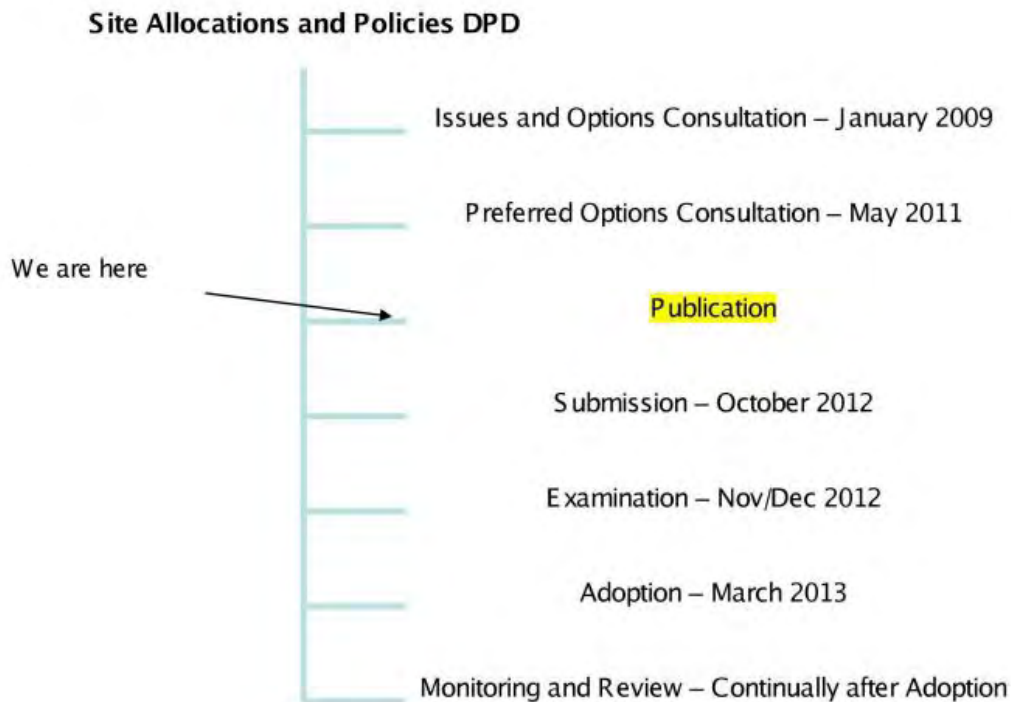 Site Allocations and Policies DPD
Issues and Options Consultation – January 2009
Preferred Options Consultation – May 2011
We are here
Publication
Submission – October 2012
Examination – Nov/Dec 2012
Adoption – March 2013
Monitoring and Review – Continually after Adoption